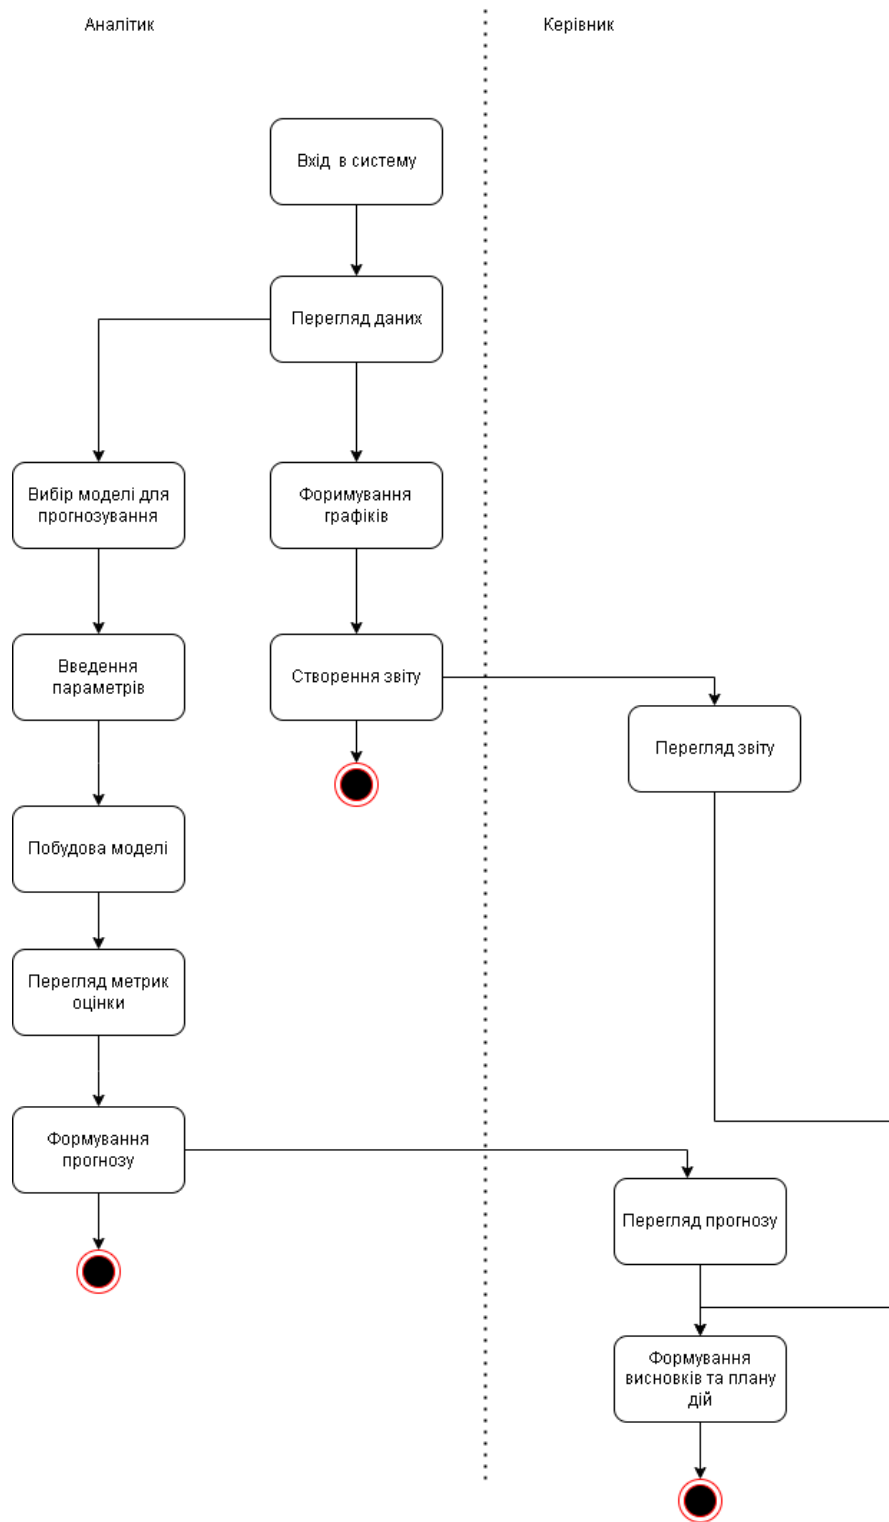 Аналітик
Керівник
Вхід в систему
Перегляд даних
Вибір моделі для
прогнозування
Форимування
графіків
Введення
параметрів
Створення звіту
Перегляд звіту
Побудова моделі
Перегляд метрик
оцінки
Формування
прогнозу
Перегляд прогнозу
Формування
висновків та плану
дій